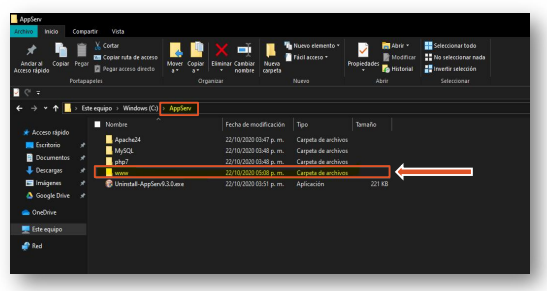 AppServ
Archivo Inicio Compartir Vista
Anclar al Acceso rápido
Copiar
Pegar
Cortar
Copiar ruta de acceso
Pegar acceso directo
Mover a
Copiar a
Eliminar
Cambiar nombre
Nueva carpeta
Nuevo elemento
Fácil acceso
Propiedades
Abrir
Modificar
Historial
Seleccionar todo
No seleccionar nada
Invertir selección
Portapapeles Organizar Nuevo Abrir Seleccionar
Este equipo > Windows (C:) > AppServ
Nombre Fecha de modificación Tipo Tamaño
Acceso rápido
Escritorio
Documentos
Descargas
Imágenes
Google Drive
OneDrive
Este equipo
Red
Apache24 22/10/2020 03:47 p. m. Carpeta de archivos
MySQL 22/10/2020 03:48 p. m. Carpeta de archivos
php7 22/10/2020 03:48 p. m. Carpeta de archivos
www 22/10/2020 05:08 p. m. Carpeta de archivos
Uninstall-AppServ9.3.0.exe 22/10/2020 03:51 p. m. Aplicación 221 KB